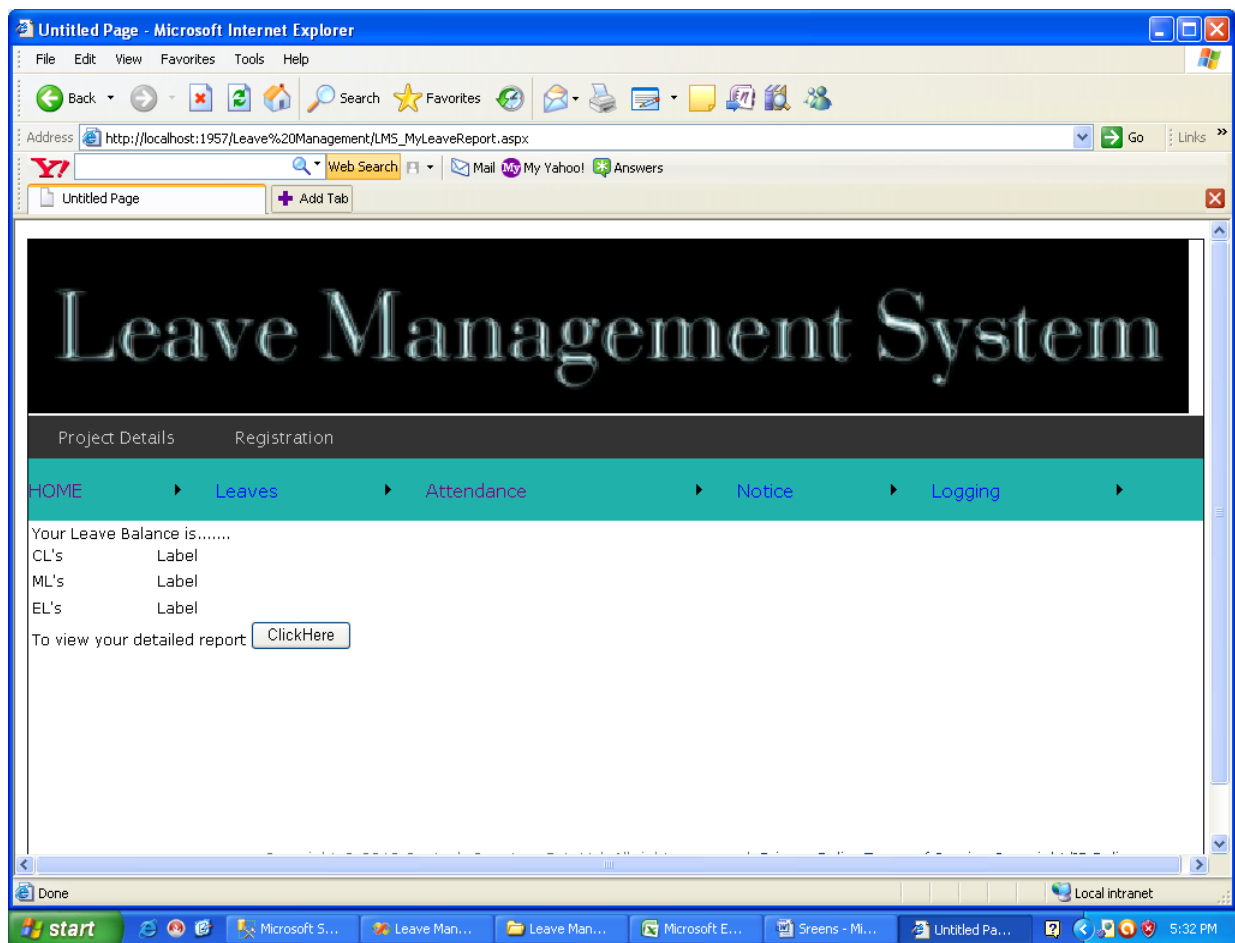 Untitled Page - Microsoft Internet Explorer
File Edit View Favorites Tools Help
Back Search Favorites
Address http://localhost:1957/Leave%20Management/LMS_MyLeaveReport.aspx Go Links »
Y! Web Search Mail My My Yahoo! Answers
Untitled Page Add Tab
Leave Management System
Project Details Registration
HOME Leaves Attendance Notice Logging
Your Leave Balance is.......
CL's Label
ML's Label
EL's Label
To view your detailed report ClickHere
Done Local intranet
start Microsoft S... Leave Man... Leave Man... Microsoft E... Sreens - Mi... Untitled Pa... 5:32 PM